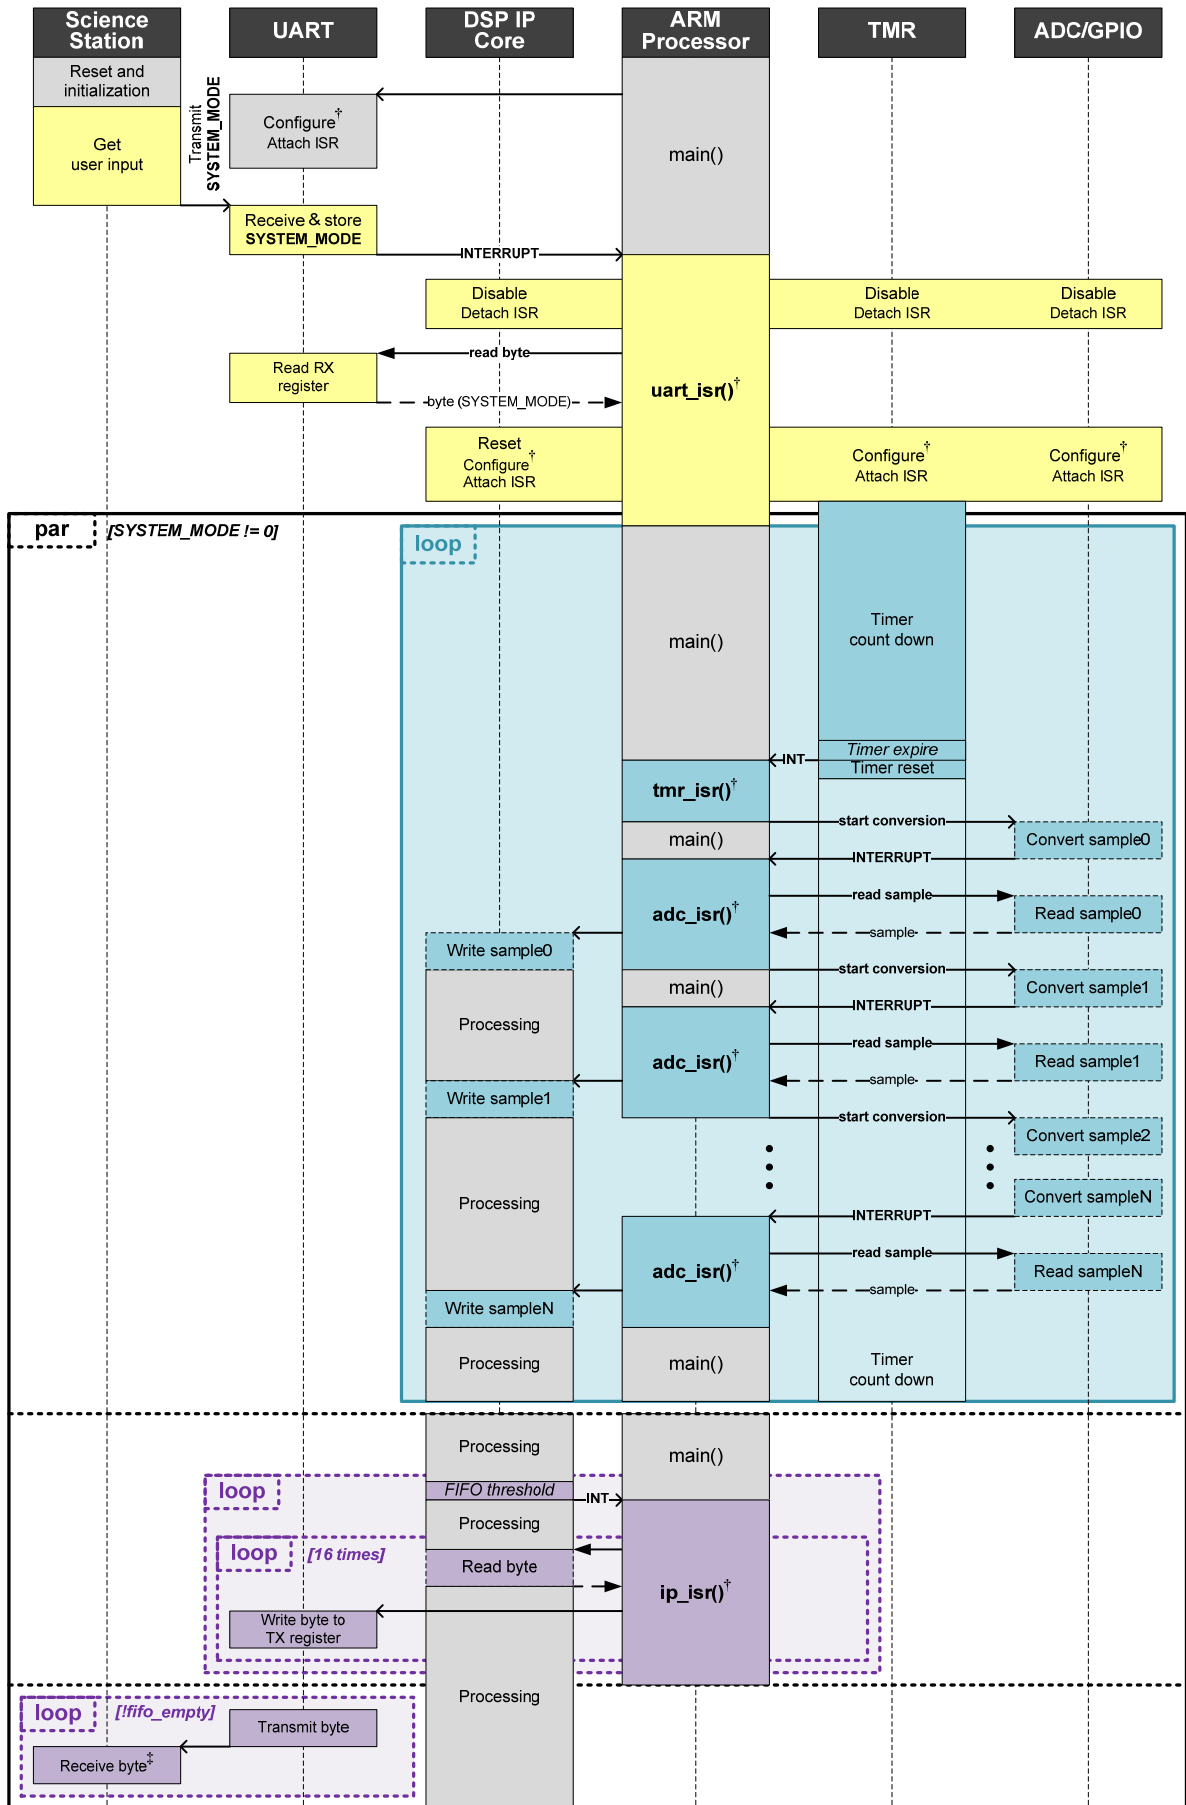 Science
Station
UART
DSP IP
Core
ARM
Processor
TMR
ADC/GPIO
Reset and
initialization
Get
user input
Transmit
SYSTEM_MODE
Configure†
Attach ISR
main()
Receive & store
SYSTEM_MODE
INTERRUPT
Disable
Detach ISR
Disable
Detach ISR
Disable
Detach ISR
read byte
Read RX
register
uart_isr()†
byte (SYSTEM_MODE)
Reset
Configure†
Attach ISR
Configure†
Attach ISR
Configure†
Attach ISR
par
[SYSTEM_MODE != 0]
loop
main()
Timer
count down
Timer expire
INT
Timer reset
tmr_isr()†
start conversion
main()
Convert sample0
INTERRUPT
read sample
adc_isr()†
Read sample0
sample
Write sample0
start conversion
main()
Convert sample1
INTERRUPT
Processing
read sample
adc_isr()†
Read sample1
sample
Write sample1
start conversion
Convert sample2
Processing
Convert sampleN
INTERRUPT
read sample
adc_isr()†
Read sampleN
sample
Write sampleN
Processing
main()
Timer
count down
Processing
main()
loop
FIFO threshold
INT
Processing
loop
[16 times]
Read byte
ip_isr()†
Write byte to
TX register
Processing
loop
[!fifo_empty]
Transmit byte
Receive byte‡